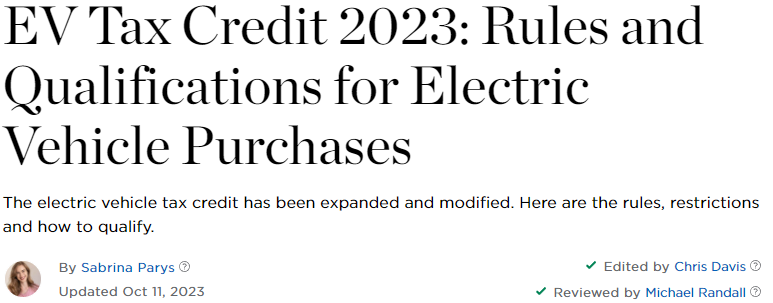 EV Tax Credit 2023: Rules and
Qualifications for Electric
Vehicle Purchases
The electric vehicle tax credit has been expanded and modified. Here are the rules, restrictions
and how to qualify.
By Sabrina Parys
Updated Oct 11, 2023
Edited by Chris Davis
Reviewed by Michael Randall